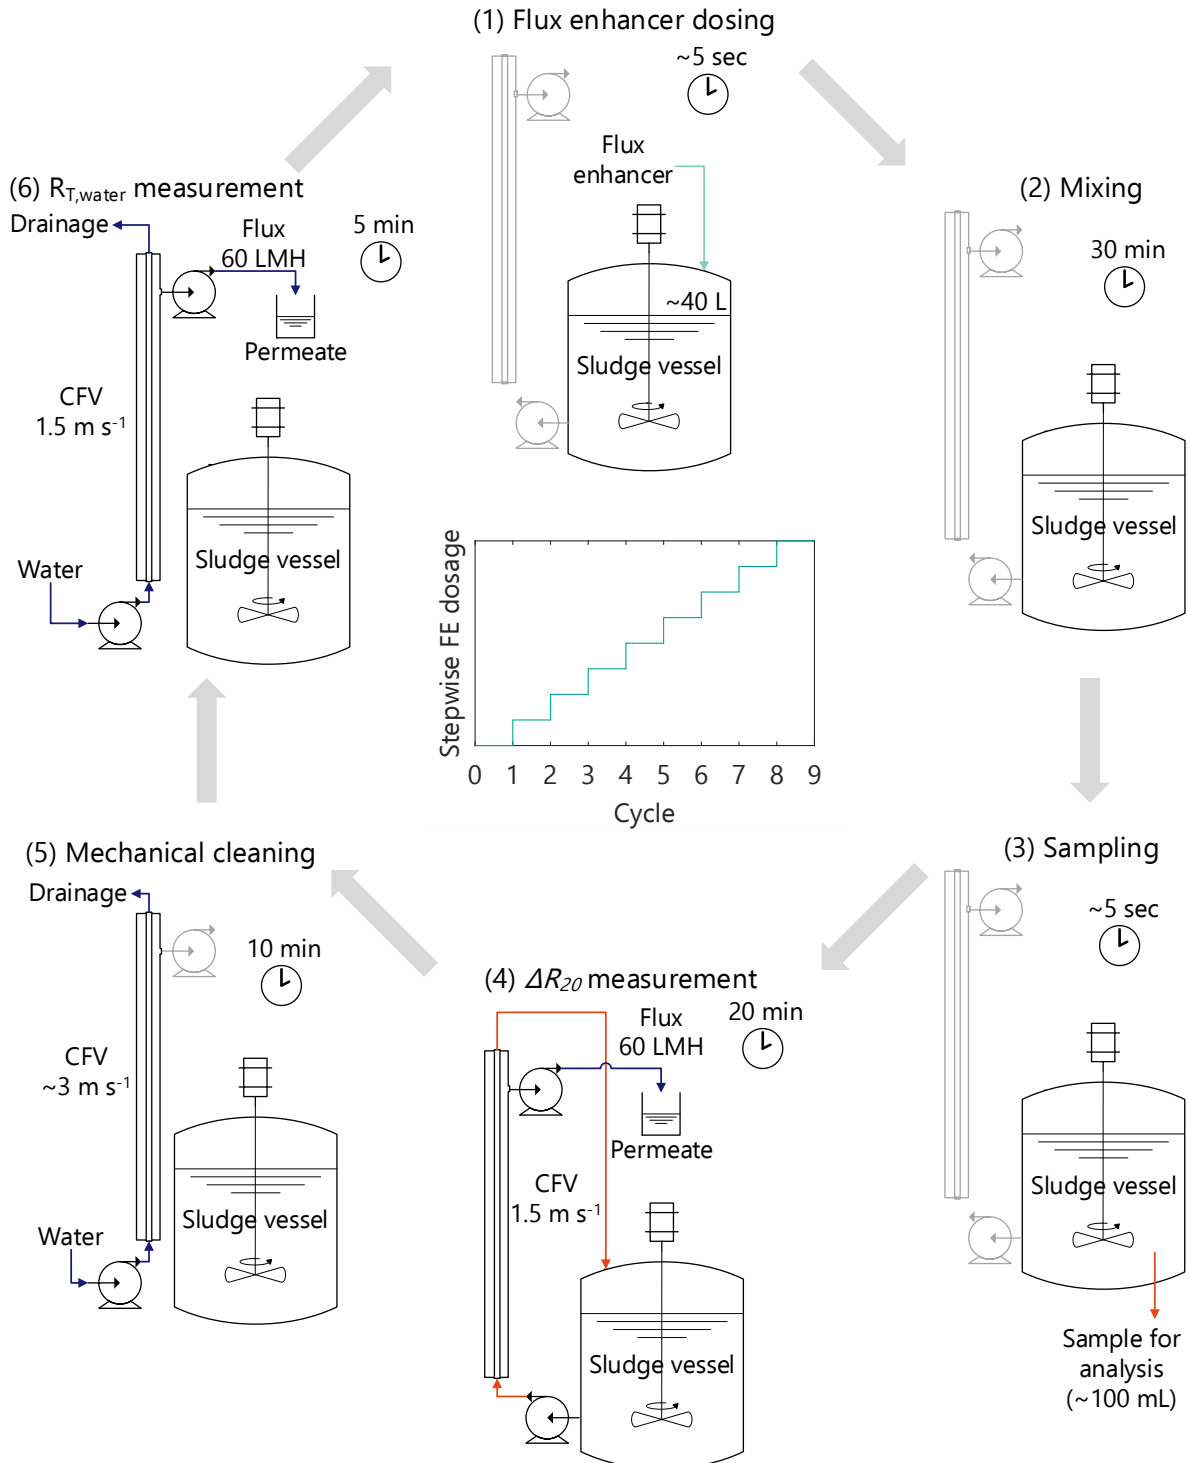 (1) Flux enhancer dosing
~5 sec
Flux
enhancer
~40 L
Sludge vessel
(2) Mixing
30 min
Sludge vessel
(3) Sampling
~5 sec
Sludge vessel
Sample for
analysis
(~100 mL)
(4) ΔR20 measurement
20 min
Flux
60 LMH
Permeate
CFV
1.5 m s-1
Sludge vessel
(5) Mechanical cleaning
Drainage
10 min
CFV
~3 m s-1
Water
Sludge vessel
(6) RT,water measurement
Drainage
Flux
60 LMH
5 min
Permeate
CFV
1.5 m s-1
Water
Sludge vessel
Stepwise FE dosage
0 1 2 3 4 5 6 7 8 9
Cycle